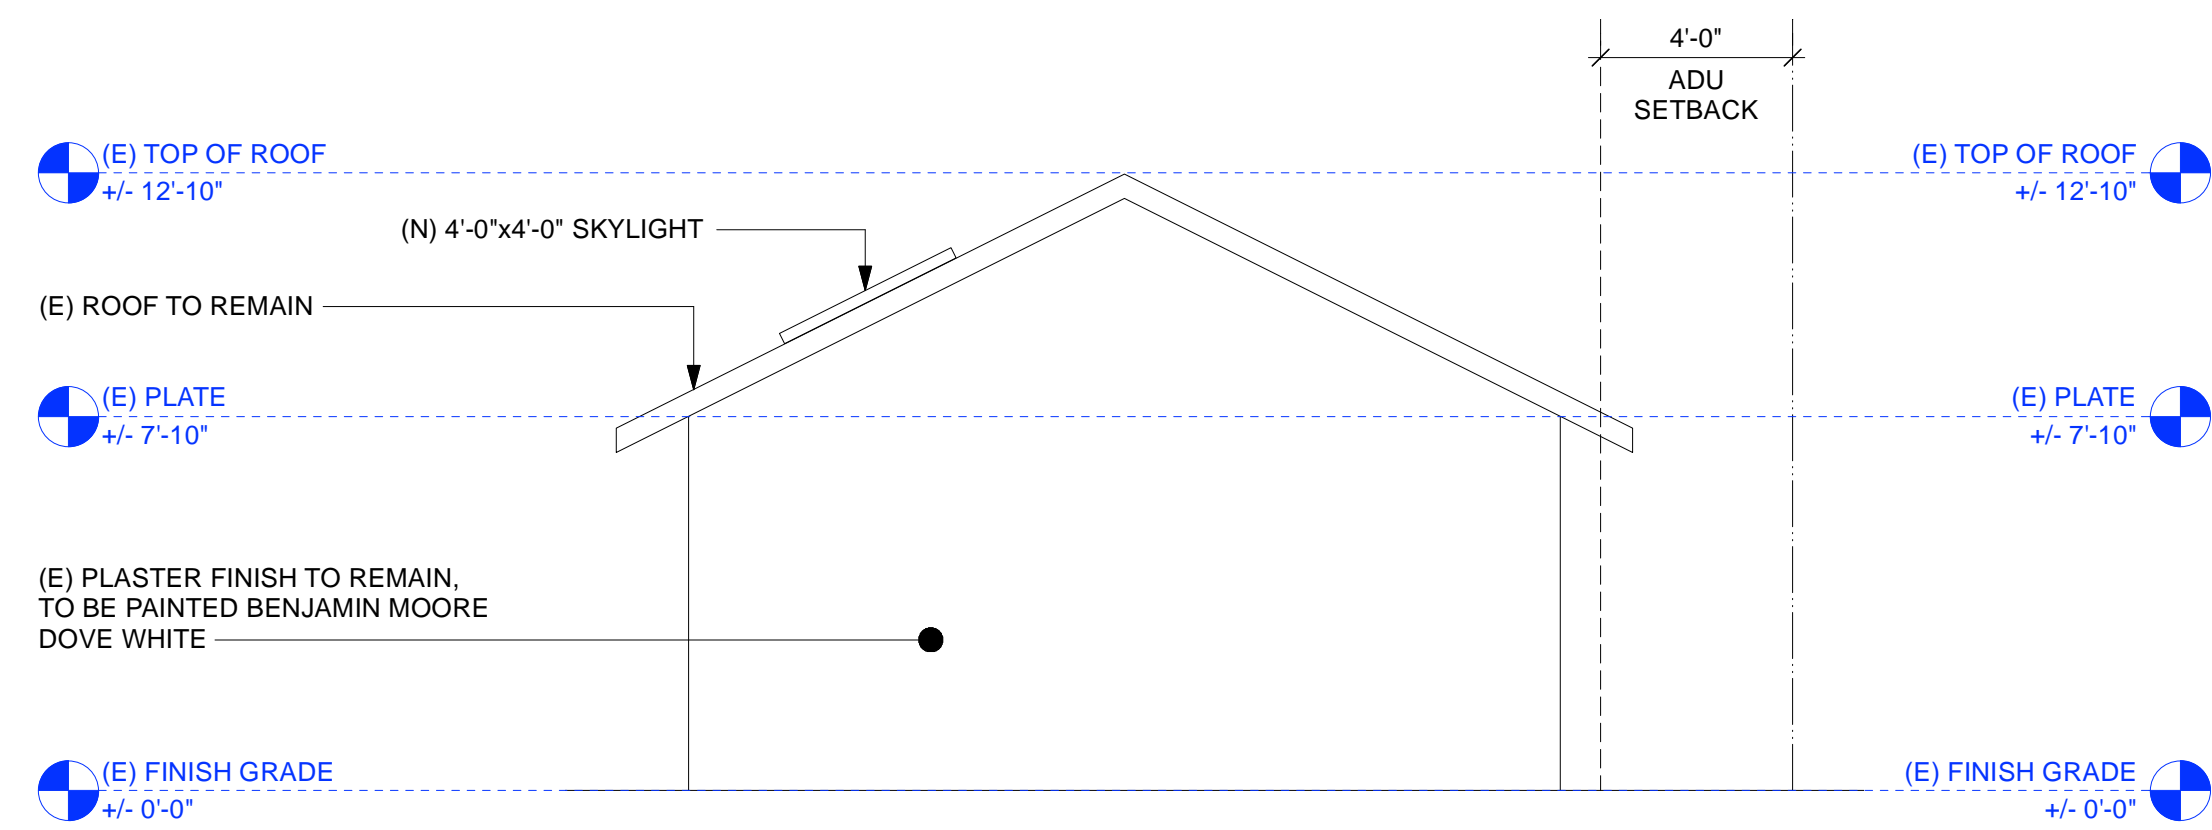 4'-0"
ADU
SETBACK
(E) TOP OF ROOF
+/- 12'-10"
(E) TOP OF ROOF
+/- 12'-10"
(N) 4'-0"x4'-0" SKYLIGHT
(E) ROOF TO REMAIN
(E) PLATE
+/- 7'-10"
(E) PLATE
+/- 7'-10"
(E) PLASTER FINISH TO REMAIN,
TO BE PAINTED BENJAMIN MOORE
DOVE WHITE
(E) FINISH GRADE
+/- 0'-0"
(E) FINISH GRADE
+/- 0'-0"